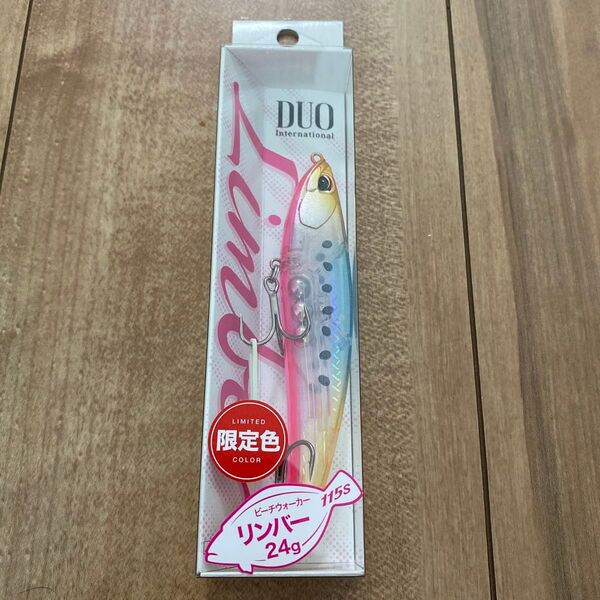 DUO
International
Limber
LIMITED
限定色
COLOR
ビーチウォーカー
リンバー
115S
24g